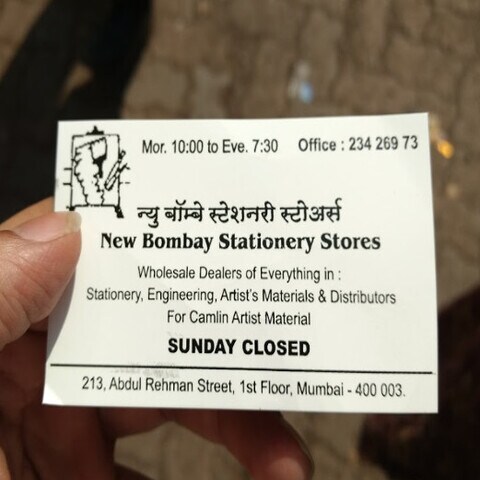 Mor. 10:00 to Eve. 7:30 Office : 234 269 73
न्यु बॉम्बे स्टेशनरी स्टोअर्स
New Bombay Stationery Stores
Wholesale Dealers of Everything in :
Stationery, Engineering, Artist's Materials & Distributors
For Camlin Artist Material
SUNDAY CLOSED
213, Abdul Rehman Street, 1st Floor, Mumbai - 400 003.